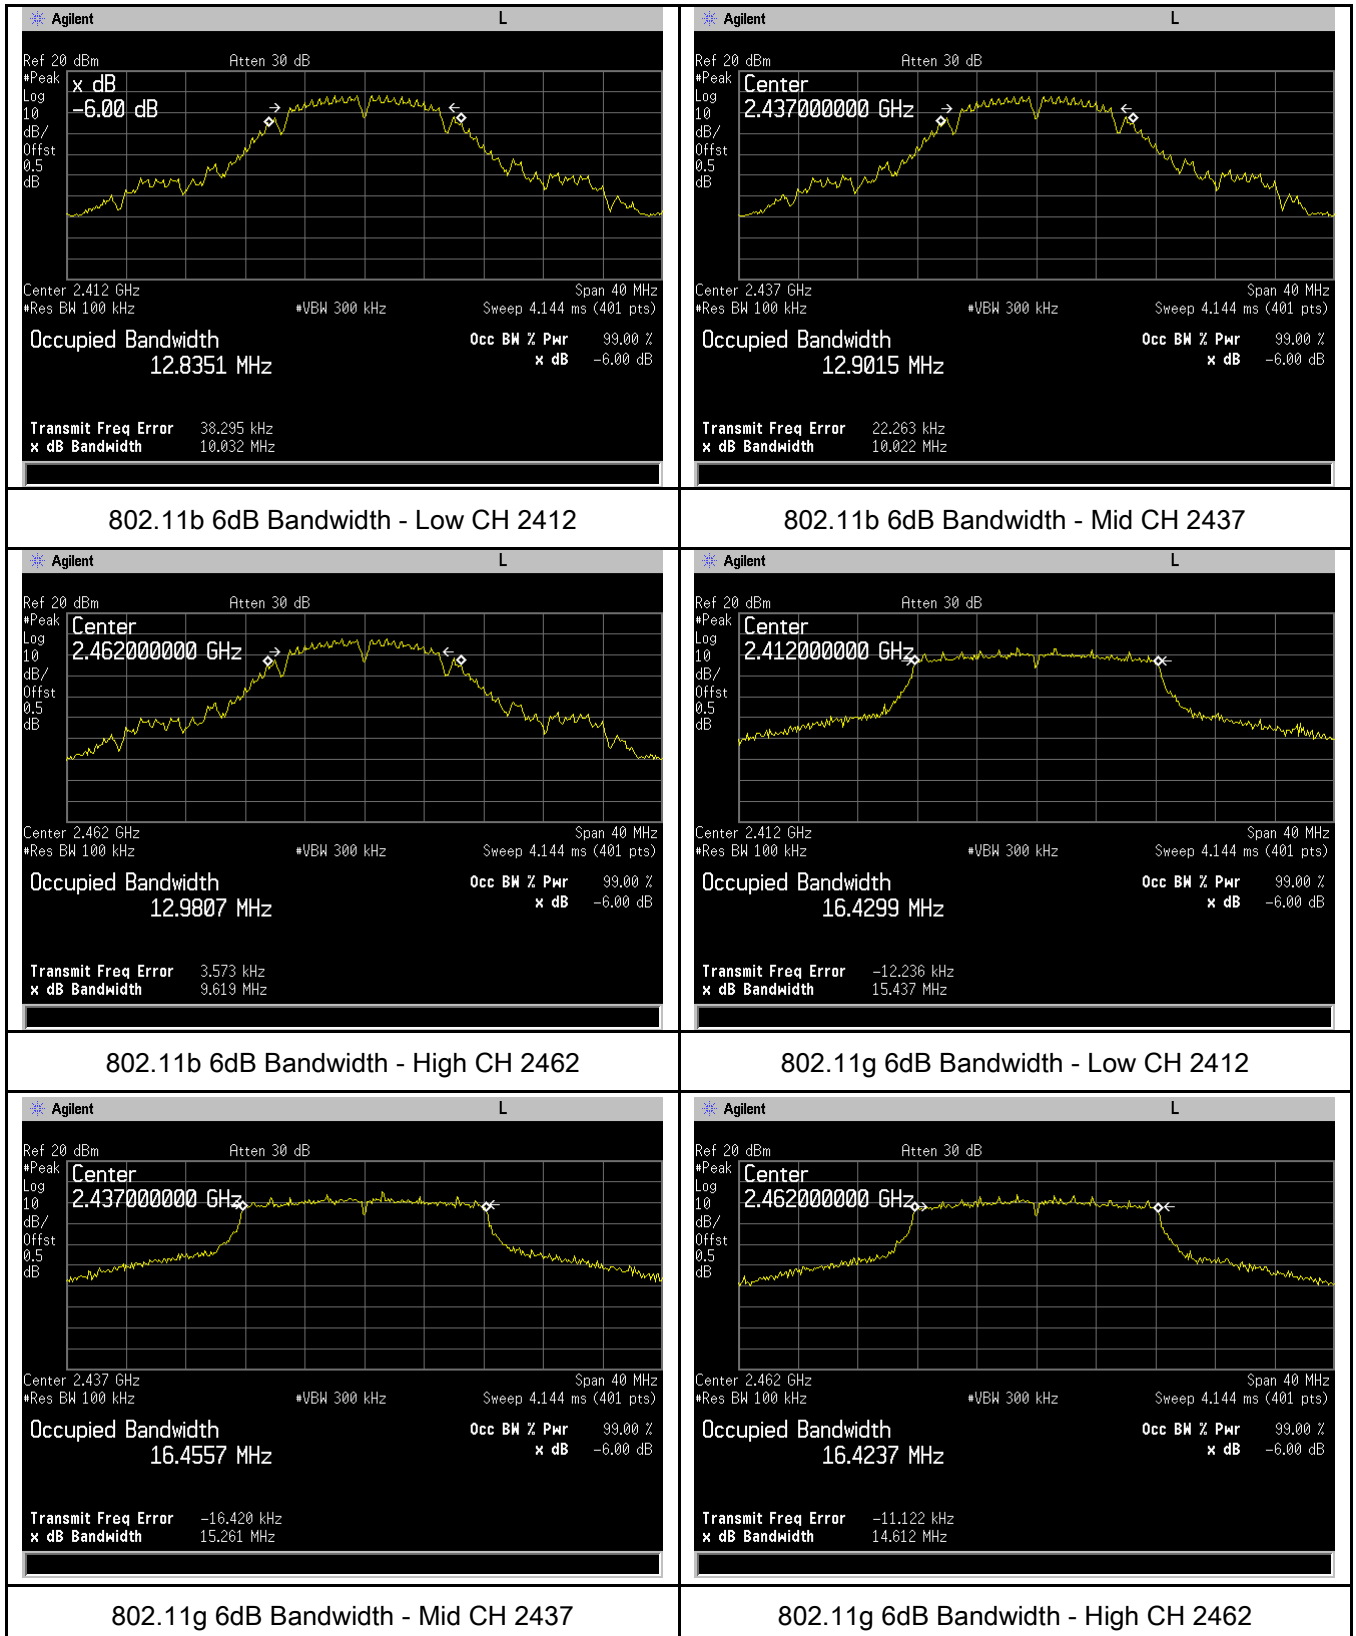 Agilent L
Ref 20 dBm Atten 30 dB
#Peak
Log
10
dB/
Offst
0.5
dB
x dB
-6.00 dB
Center 2.412 GHz Span 40 MHz
#Res BW 100 kHz #VBW 300 kHz Sweep 4.144 ms (401 pts)
Occupied Bandwidth Occ BW % Pwr 99.00 %
12.8351 MHz x dB -6.00 dB
Transmit Freq Error 38.295 kHz
x dB Bandwidth 10.032 MHz
802.11b 6dB Bandwidth - Low CH 2412
Agilent L
Ref 20 dBm Atten 30 dB
#Peak
Log
10
dB/
Offst
0.5
dB
Center
2.437000000 GHz
Center 2.437 GHz Span 40 MHz
#Res BW 100 kHz #VBW 300 kHz Sweep 4.144 ms (401 pts)
Occupied Bandwidth Occ BW % Pwr 99.00 %
12.9015 MHz x dB -6.00 dB
Transmit Freq Error 22.263 kHz
x dB Bandwidth 10.022 MHz
802.11b 6dB Bandwidth - Mid CH 2437
Agilent L
Ref 20 dBm Atten 30 dB
#Peak
Log
10
dB/
Offst
0.5
dB
Center
2.462000000 GHz
Center 2.462 GHz Span 40 MHz
#Res BW 100 kHz #VBW 300 kHz Sweep 4.144 ms (401 pts)
Occupied Bandwidth Occ BW % Pwr 99.00 %
12.9807 MHz x dB -6.00 dB
Transmit Freq Error 3.573 kHz
x dB Bandwidth 9.619 MHz
802.11b 6dB Bandwidth - High CH 2462
Agilent L
Ref 20 dBm Atten 30 dB
#Peak
Log
10
dB/
Offst
0.5
dB
Center
2.412000000 GHz
Center 2.412 GHz Span 40 MHz
#Res BW 100 kHz #VBW 300 kHz Sweep 4.144 ms (401 pts)
Occupied Bandwidth Occ BW % Pwr 99.00 %
16.4299 MHz x dB -6.00 dB
Transmit Freq Error -12.236 kHz
x dB Bandwidth 15.437 MHz
802.11g 6dB Bandwidth - Low CH 2412
Agilent L
Ref 20 dBm Atten 30 dB
#Peak
Log
10
dB/
Offst
0.5
dB
Center
2.437000000 GHz
Center 2.437 GHz Span 40 MHz
#Res BW 100 kHz #VBW 300 kHz Sweep 4.144 ms (401 pts)
Occupied Bandwidth Occ BW % Pwr 99.00 %
16.4557 MHz x dB -6.00 dB
Transmit Freq Error -16.420 kHz
x dB Bandwidth 15.261 MHz
802.11g 6dB Bandwidth - Mid CH 2437
Agilent L
Ref 20 dBm Atten 30 dB
#Peak
Log
10
dB/
Offst
0.5
dB
Center
2.462000000 GHz
Center 2.462 GHz Span 40 MHz
#Res BW 100 kHz #VBW 300 kHz Sweep 4.144 ms (401 pts)
Occupied Bandwidth Occ BW % Pwr 99.00 %
16.4237 MHz x dB -6.00 dB
Transmit Freq Error -11.122 kHz
x dB Bandwidth 14.612 MHz
802.11g 6dB Bandwidth - High CH 2462